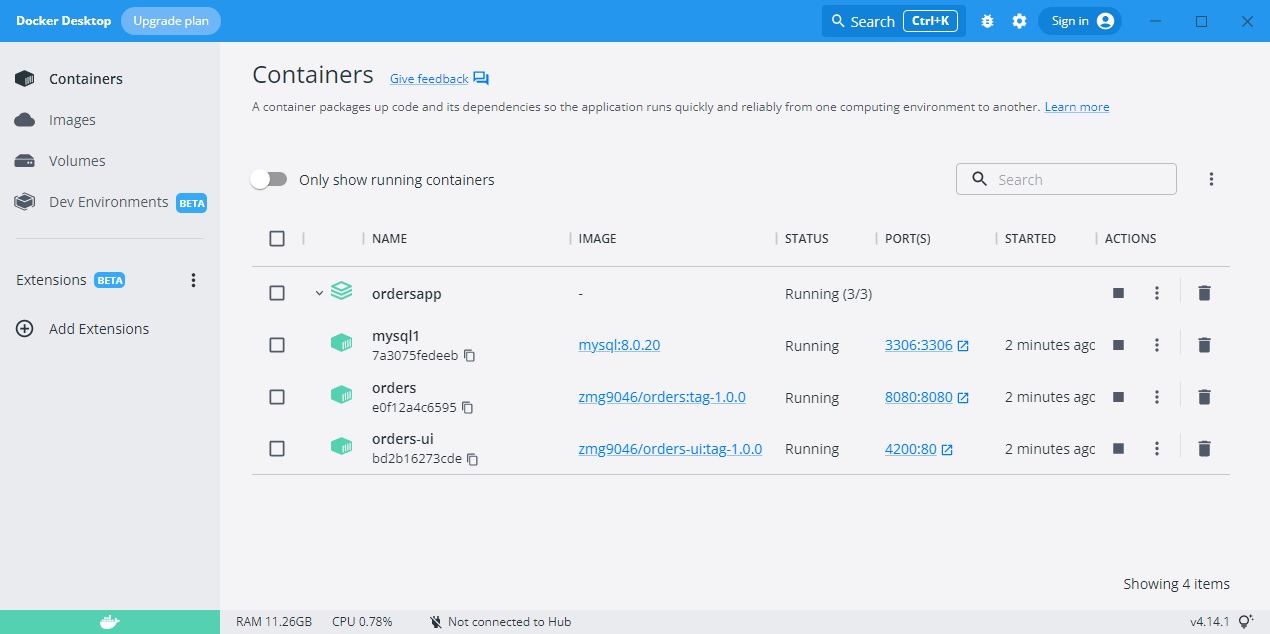 Docker Desktop Upgrade plan Search Ctrl+K Sign in
Containers
Images
Volumes
Dev Environments BETA
Extensions BETA
Add Extensions
Containers Give feedback
A container packages up code and its dependencies so the application runs quickly and reliably from one computing environment to another. Learn more
Only show running containers Search
NAME IMAGE STATUS PORT(S) STARTED ACTIONS
ordersapp - Running (3/3)
mysql1
7a3075fedeeb mysql:8.0.20 Running 3306:3306 2 minutes agc
orders
e0f12a4c6595 zmg9046/orders:tag-1.0.0 Running 8080:8080 2 minutes agc
orders-ui
bd2b16273cde zmg9046/orders-ui:tag-1.0.0 Running 4200:80 2 minutes agc
Showing 4 items
RAM 11.26GB CPU 0.78% Not connected to Hub v4.14.1